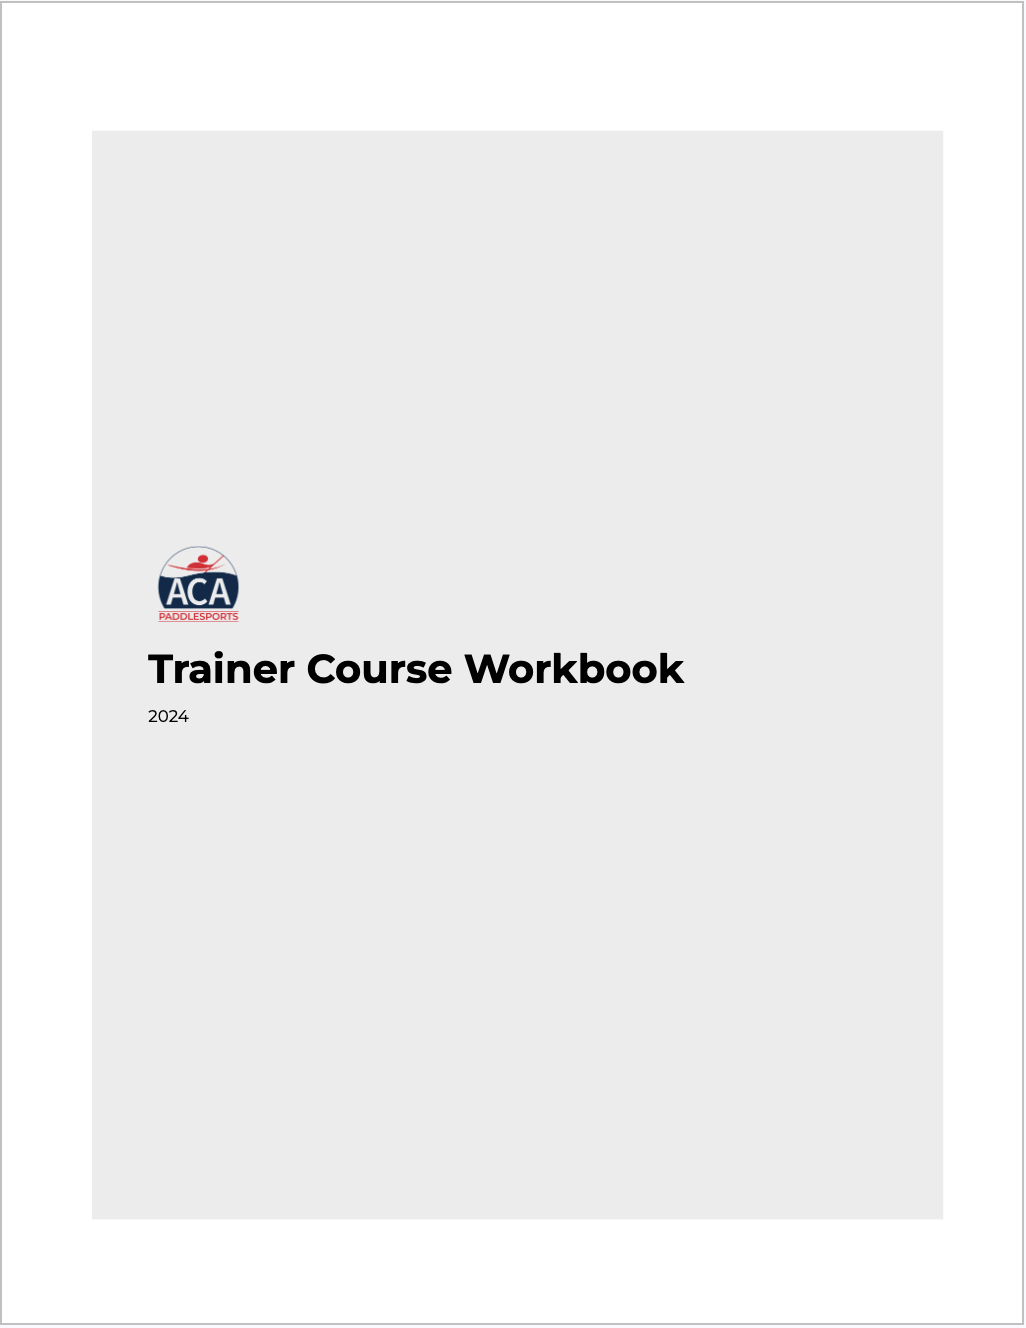 ACA
PADDLESPORTS
Trainer Course Workbook
2024